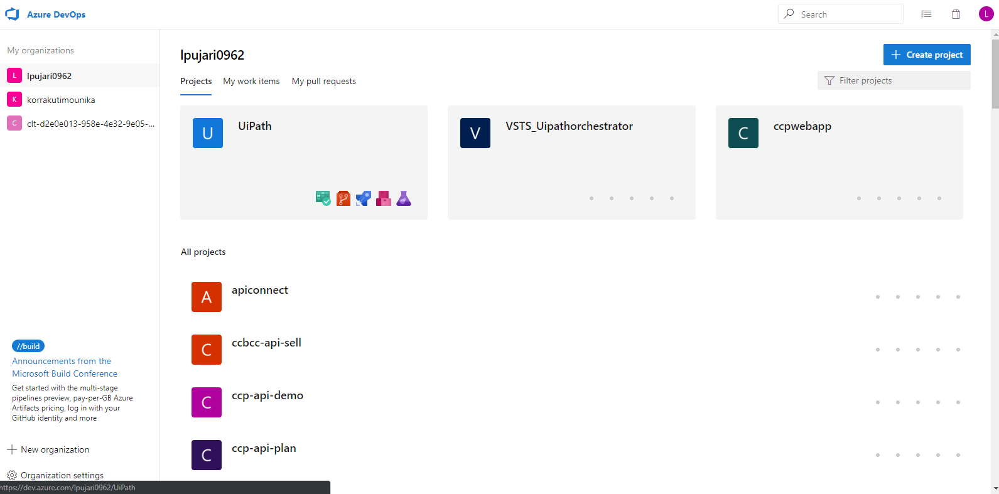 Azure DevOps
Search
L
My organizations
L lpujari0962
K korrakutimounika
C clt-d2e0e013-958e-4e32-9e05-...
//build
Announcements from the
Microsoft Build Conference
Get started with the multi-stage
pipelines preview, pay-per-GB Azure
Artifacts pricing, log in with your
GitHub identity and more
New organization
Organization settings
https://dev.azure.com/lpujari0962/UiPath
lpujari0962
Create project
Projects My work items My pull requests
Filter projects
U UiPath
V VSTS_Uipathorchestrator
C ccpwebapp
All projects
A apiconnect
C ccbcc-api-sell
C ccp-api-demo
C ccp-api-plan